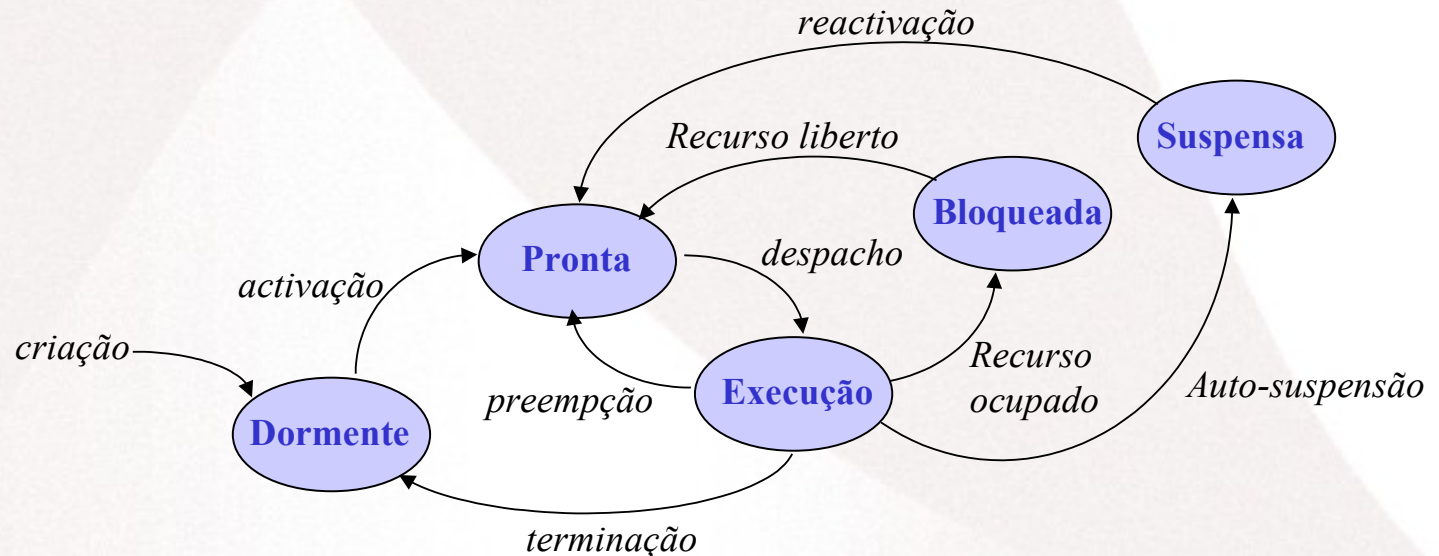 reactivação
Recurso liberto
Suspensa
Bloqueada
Pronta
despacho
activação
criação
preempção
Execução
Recurso
ocupado
Auto-suspensão
Dormente
terminação